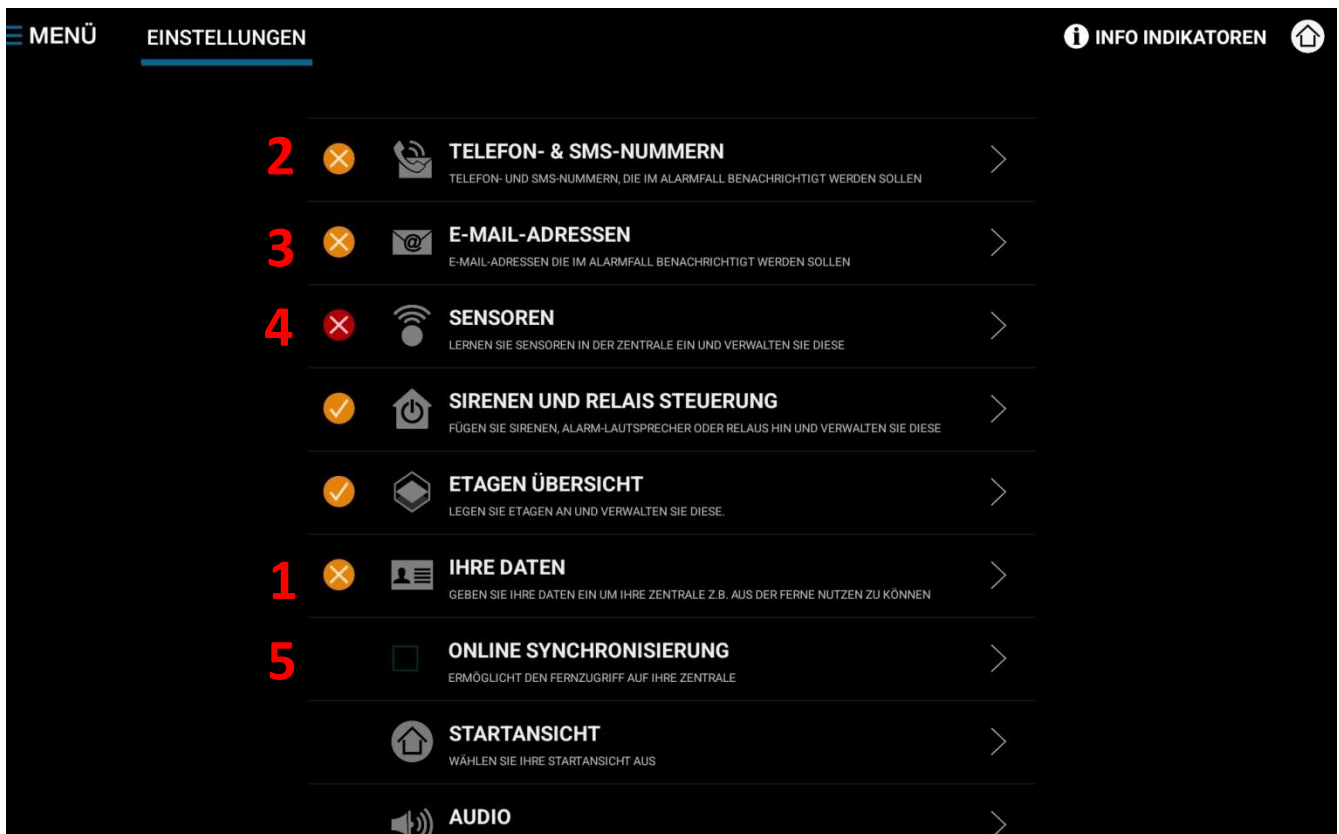 MENÜ EINSTELLUNGEN INFO INDIKATOREN
2 TELEFON- & SMS-NUMMERN
TELEFON- UND SMS-NUMMERN, DIE IM ALARMFALL BENACHRICHTIGT WERDEN SOLLEN
3 E-MAIL-ADRESSEN
E-MAIL-ADRESSEN DIE IM ALARMFALL BENACHRICHTIGT WERDEN SOLLEN
4 SENSOREN
LERNEN SIE SENSOREN IN DER ZENTRALE EIN UND VERWALTEN SIE DIESE
SIRENEN UND RELAIS STEUERUNG
FÜGEN SIE SIRENEN, ALARM-LAUTSPRECHER ODER RELAUS HIN UND VERWALTEN SIE DIESE
ETAGEN ÜBERSICHT
LEGEN SIE ETAGEN AN UND VERWALTEN SIE DIESE.
1 IHRE DATEN
GEBEN SIE IHRE DATEN EIN UM IHRE ZENTRALE Z.B. AUS DER FERNE NUTZEN ZU KÖNNEN
5 ONLINE SYNCHRONISIERUNG
ERMÖGLICHT DEN FERNZUGRIFF AUF IHRE ZENTRALE
STARTANSICHT
WÄHLEN SIE IHRE STARTANSICHT AUS
AUDIO